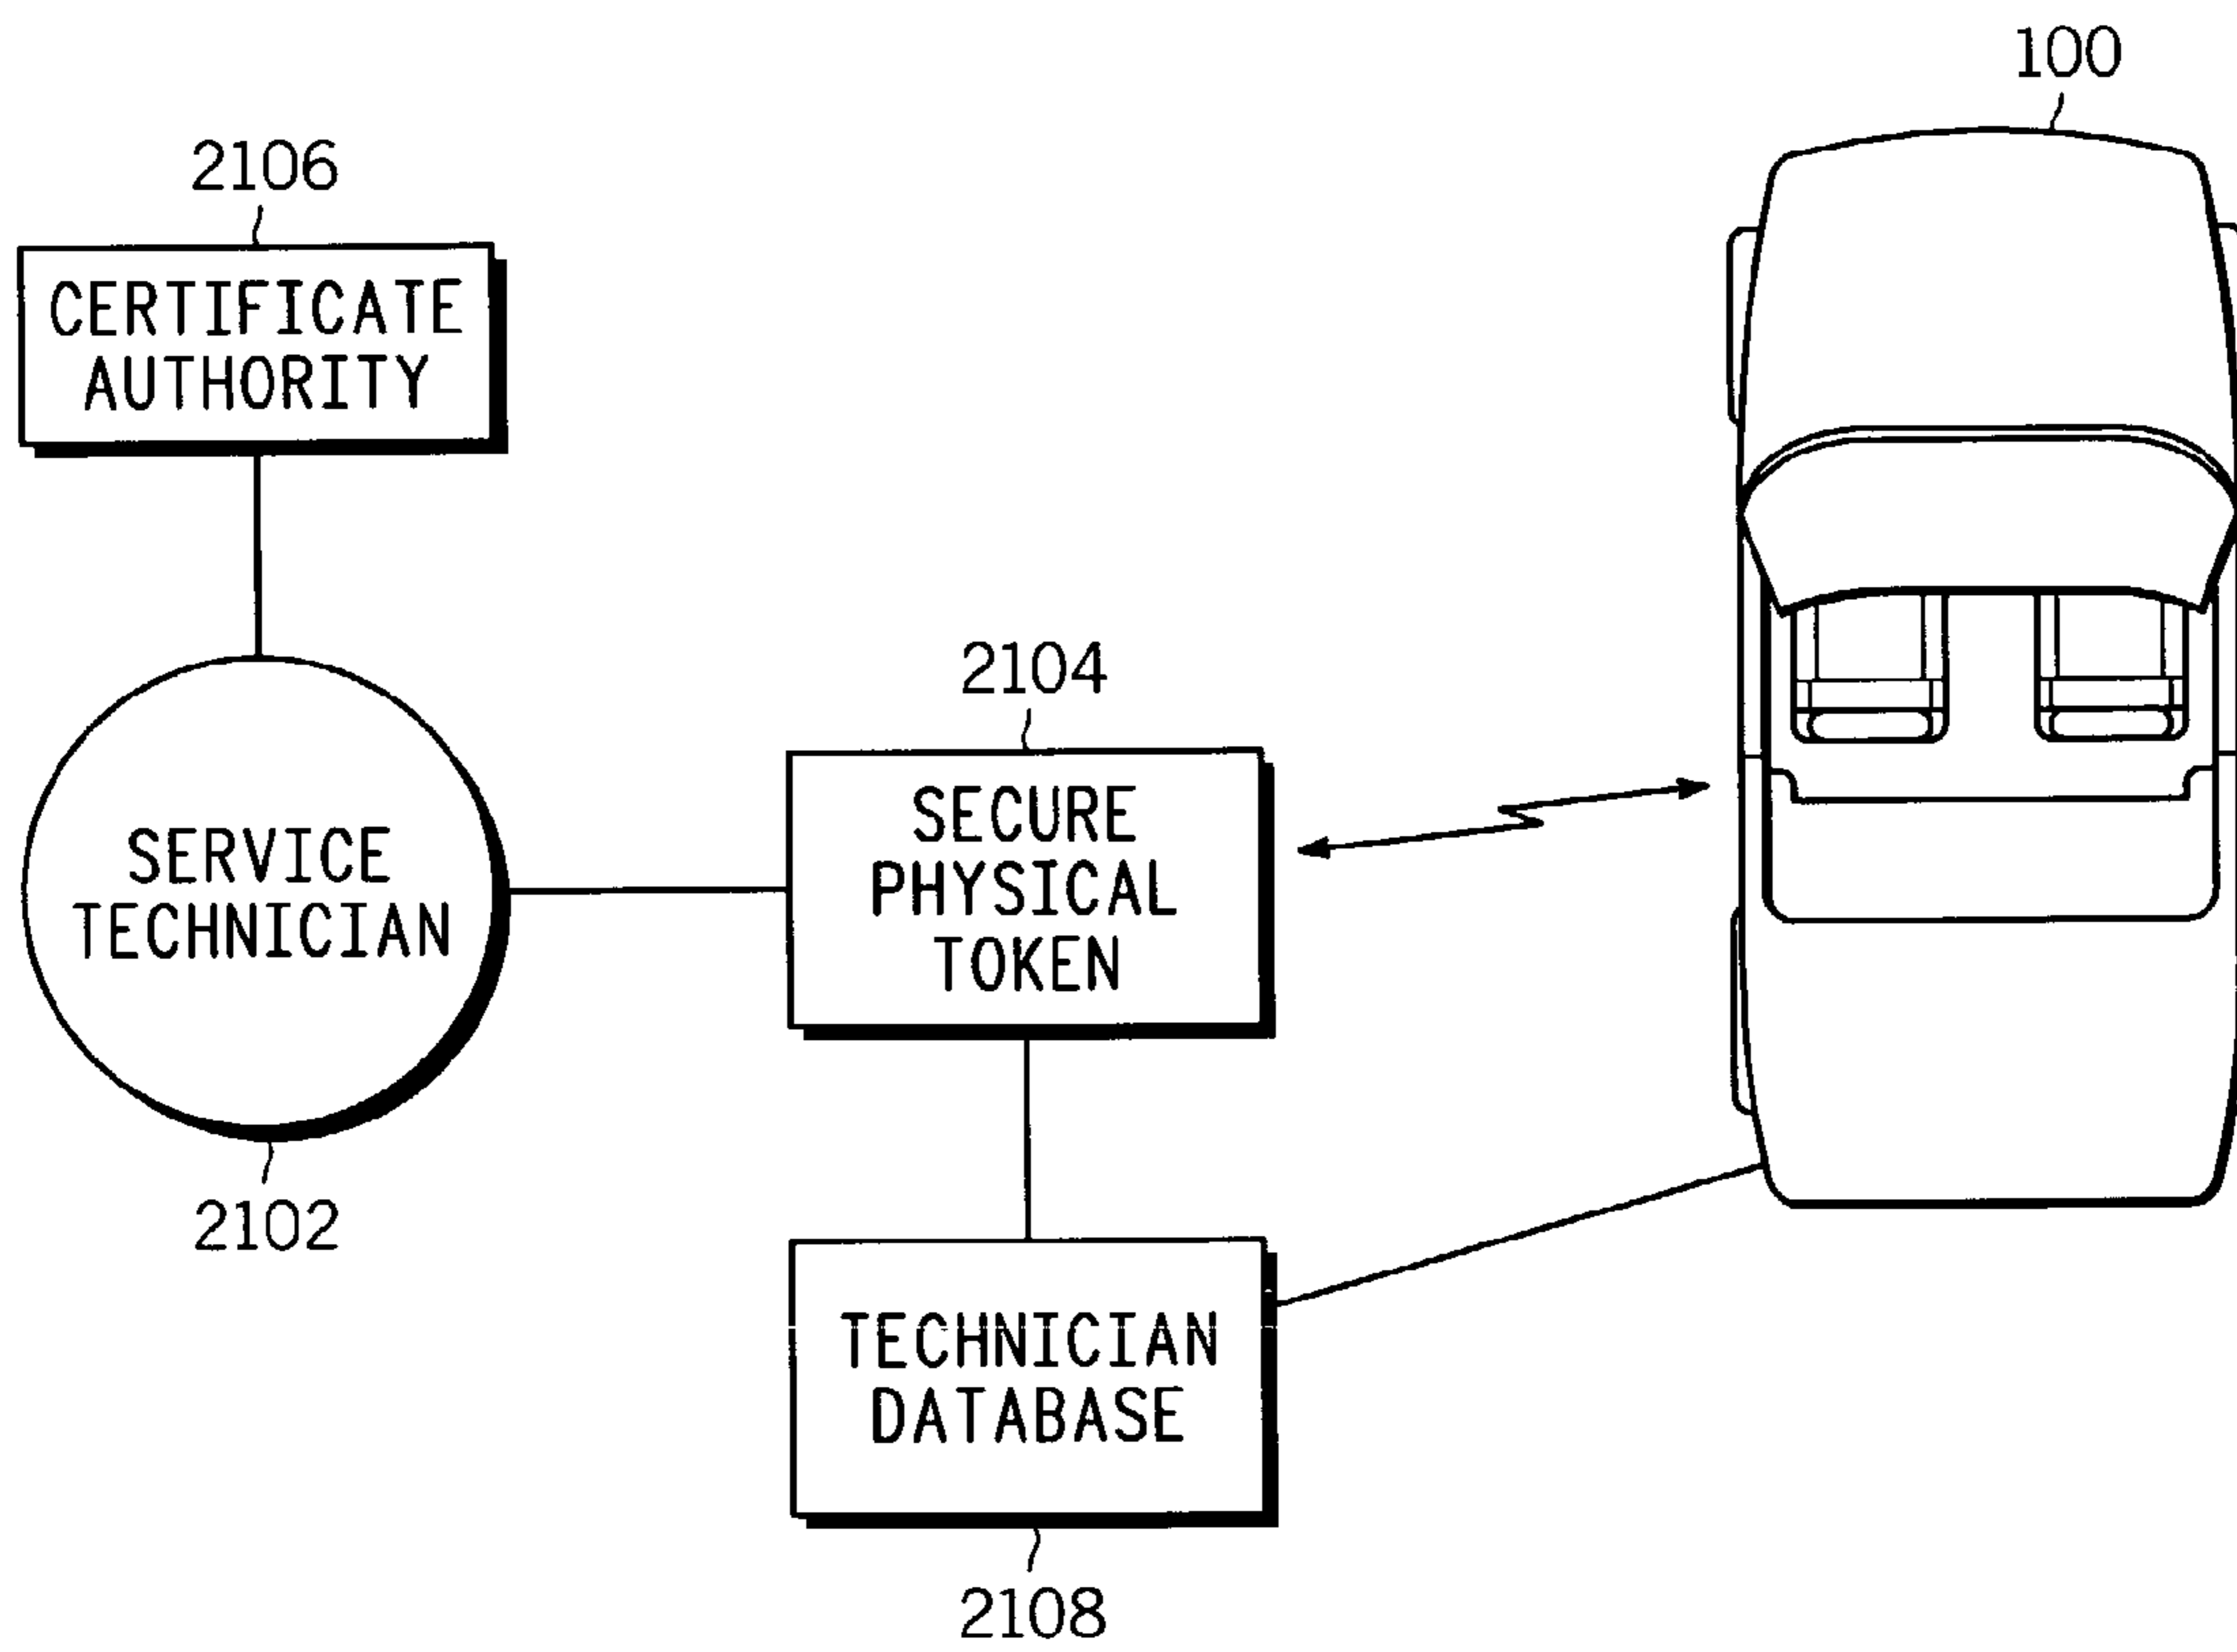 100
2106
CERTIFICATE
AUTHORITY
2104
SERVICE
TECHNICIAN
SECURE
PHYSICAL
TOKEN
2102
TECHNICIAN
DATABASE
2108